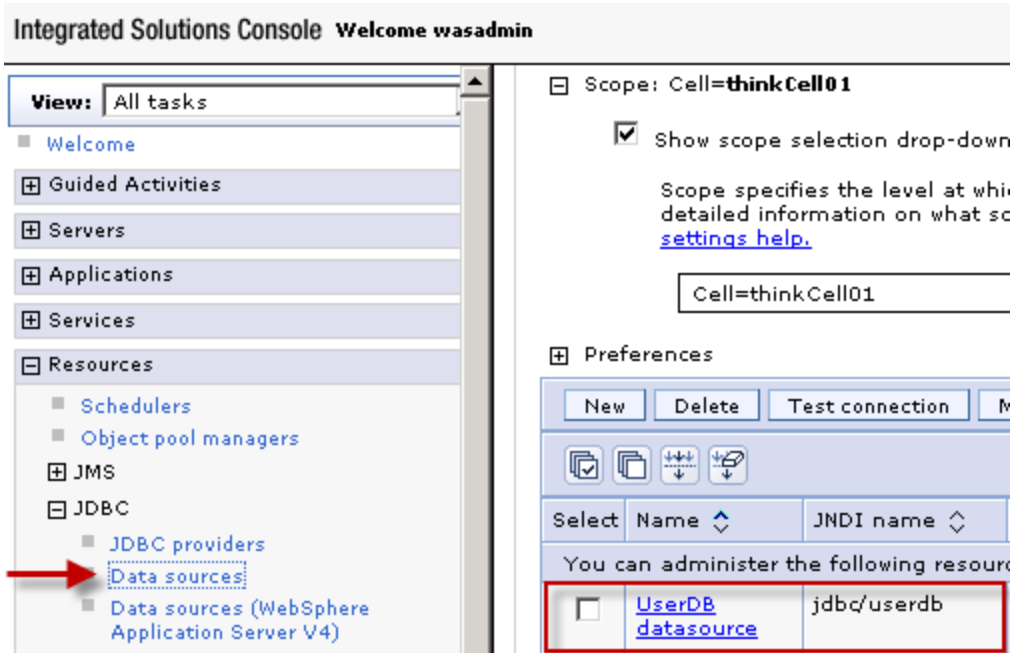 Integrated Solutions Console Welcome wasadmin
View: All tasks
Welcome
Guided Activities
Servers
Applications
Services
Resources
Schedulers
Object pool managers
JMS
JDBC
JDBC providers
Data sources
Data sources (WebSphere
Application Server V4)
Scope: Cell=thinkCell01
Show scope selection drop-down
Scope specifies the level at
detailed information on what
settings help.
Cell=thinkCell01
Preferences
New Delete Test connection
Select Name JNDI name
You can administer the following
UserDB jdbc/userdb
datasource